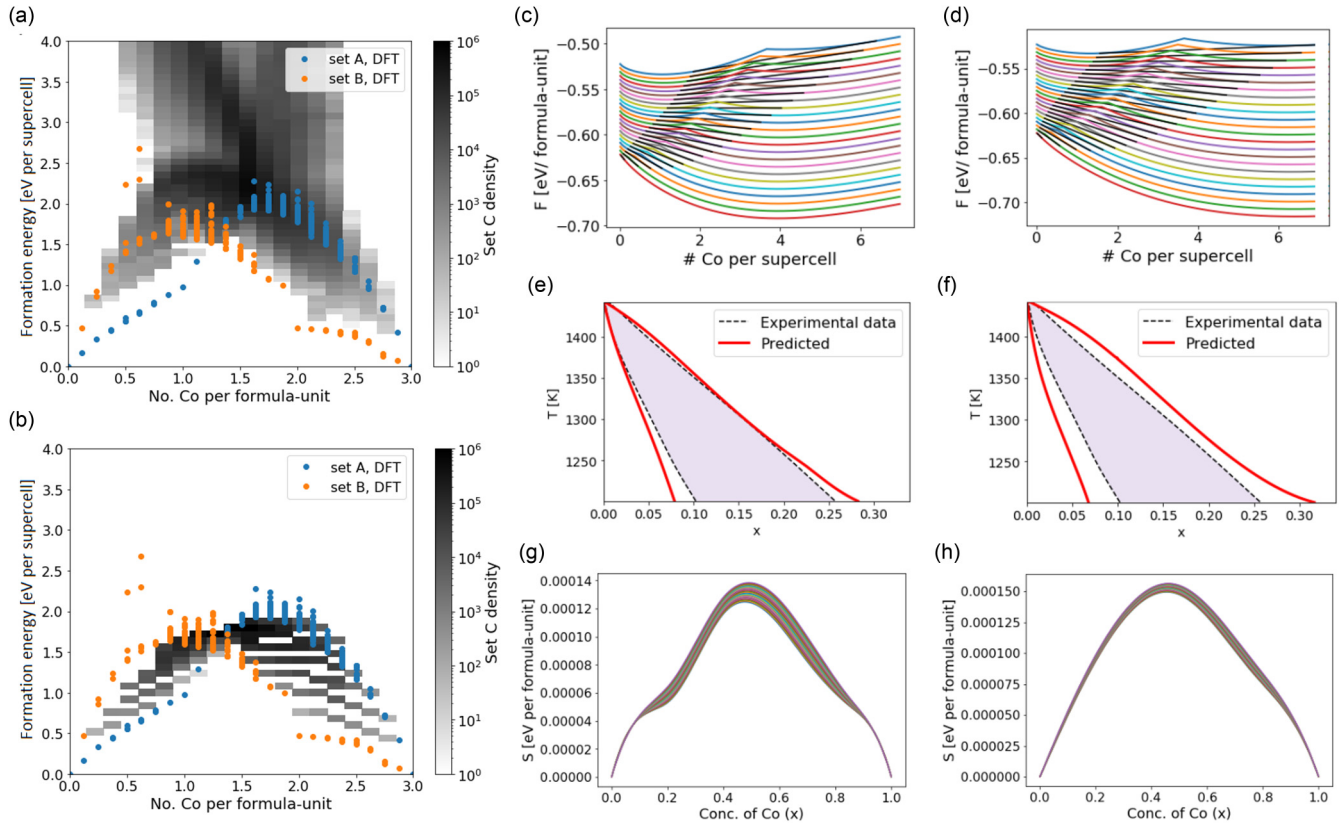 (a)
4.0
3.5
3.0
2.5
2.0
1.5
1.0
0.5
0.0
Formation energy [eV per supercell]
0.0 0.5 1.0 1.5 2.0 2.5 3.0
No. Co per formula-unit
set A, DFT
set B, DFT
10^6
10^5
10^4
10^3
10^2
10^1
10^0
Set C density
(b)
4.0
3.5
3.0
2.5
2.0
1.5
1.0
0.5
0.0
Formation energy [eV per supercell]
0.0 0.5 1.0 1.5 2.0 2.5 3.0
No. Co per formula-unit
set A, DFT
set B, DFT
10^6
10^5
10^4
10^3
10^2
10^1
10^0
Set C density
(c)
−0.50
−0.55
−0.60
−0.65
−0.70
F [eV/ formula-unit]
0 2 4 6
# Co per supercell
(d)
−0.55
−0.60
−0.65
−0.70
F [eV/ formula-unit]
0 2 4 6
# Co per supercell
(e)
1400
1350
1300
1250
T [K]
0.00 0.05 0.10 0.15 0.20 0.25 0.30
x
Experimental data
Predicted
(f)
1400
1350
1300
1250
T [K]
0.00 0.05 0.10 0.15 0.20 0.25 0.30
x
Experimental data
Predicted
(g)
0.00014
0.00012
0.00010
0.00008
0.00006
0.00004
0.00002
0.00000
S [eV per formula-unit]
0.0 0.2 0.4 0.6 0.8 1.0
Conc. of Co (x)
(h)
0.000150
0.000125
0.000100
0.000075
0.000050
0.000025
0.000000
S [eV per formula-unit]
0.0 0.2 0.4 0.6 0.8 1.0
Conc. of Co (x)